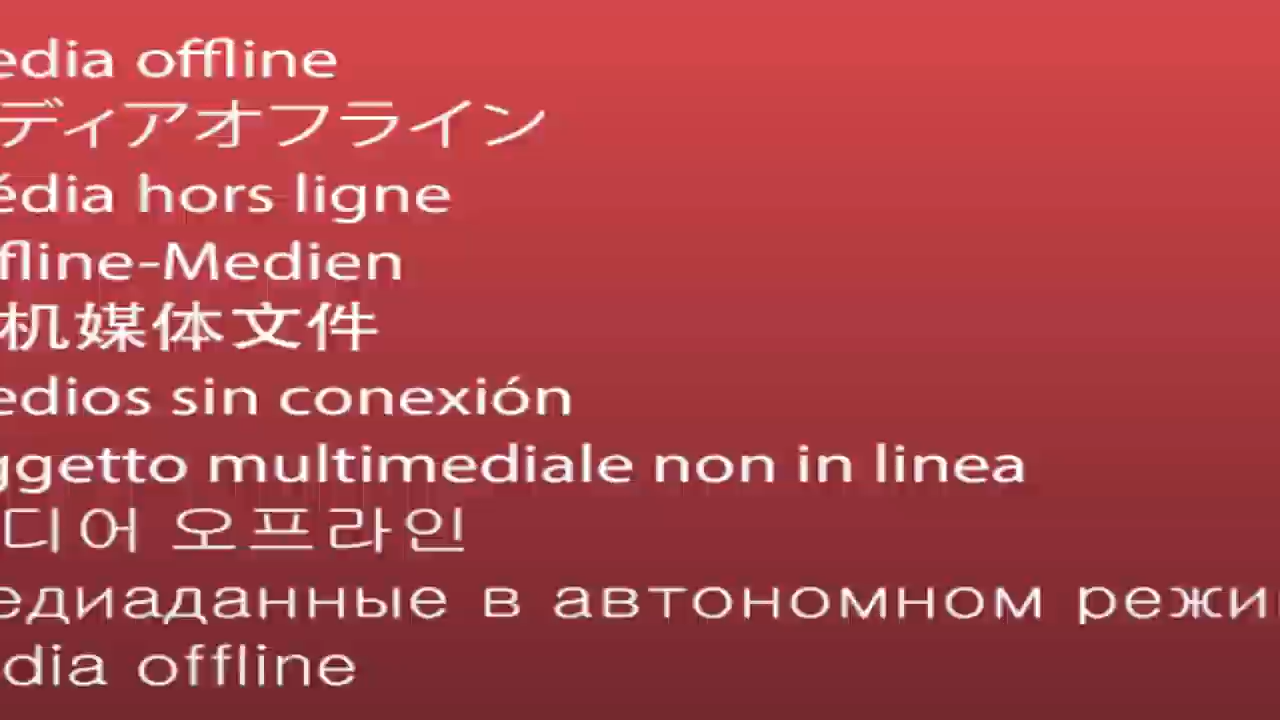 edia offline
ディアオフライン
édia hors ligne
fline-Medien
机媒体文件
edios sin conexión
ggetto multimediale non in linea
디어 오프라인
едиаданные в автономном режи
dia offline